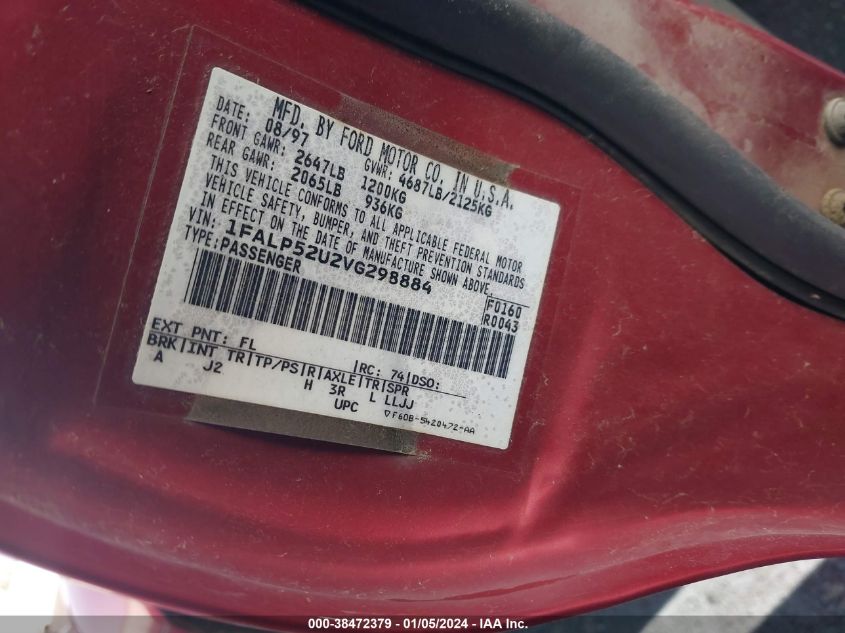 MFD. BY FORD MOTOR CO. IN U.S.A.
DATE: 08/97 GVWR: 4687LB/2125KG
FRONT GAWR: 2647LB 1200KG
REAR GAWR: 2065LB 936KG
THIS VEHICLE CONFORMS TO ALL APPLICABLE FEDERAL MOTOR
VEHICLE SAFETY, BUMPER, AND THEFT PREVENTION STANDARDS
IN EFFECT ON THE DATE OF MANUFACTURE SHOWN ABOVE.
VIN: 1FALP52U2VG298884
TYPE: PASSENGER
F0160
R0043
EXT PNT: FL RC: 74 DSO:
BRK INT TR TP/PS R AXLE TR SPR
A J2 H 3R L LLJJ
UPC ▽F60B-5420472-AA
000-38472379 | 01/05/2024 | IAA Inc.